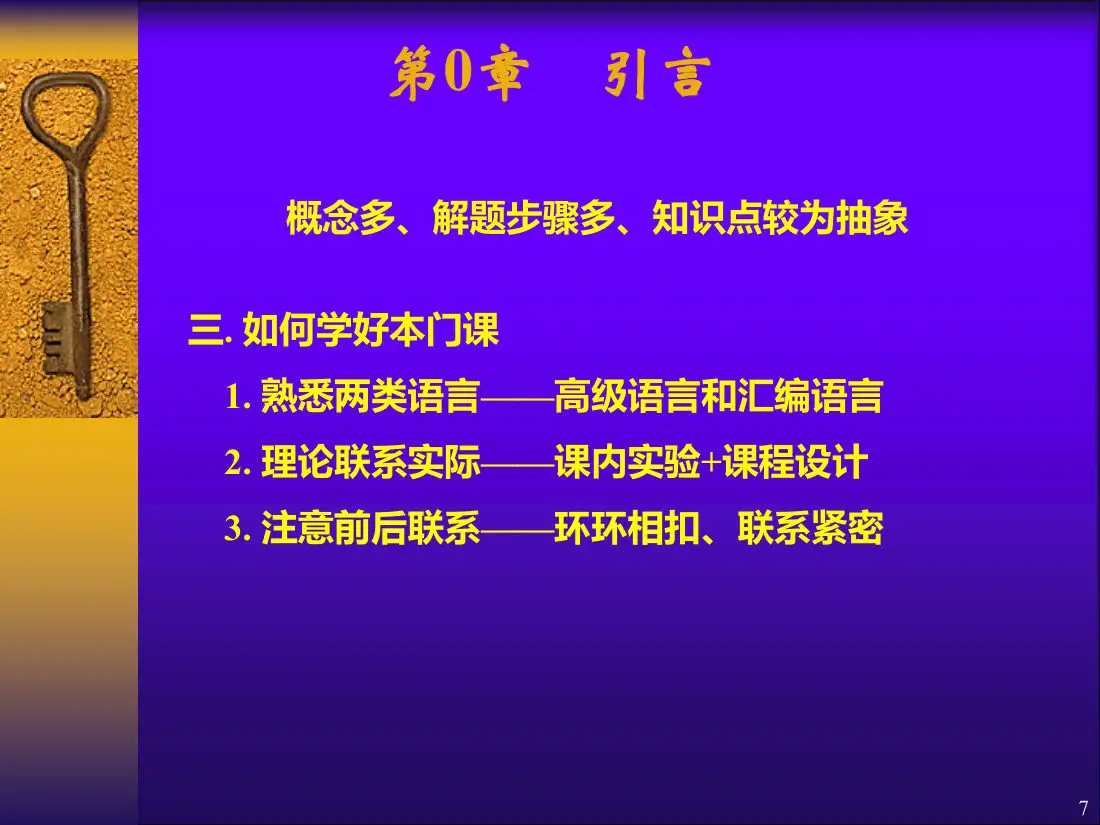 第0章 引言
概念多、解题步骤多、知识点较为抽象
三. 如何学好本门课
1. 熟悉两类语言——高级语言和汇编语言
2. 理论联系实际——课内实验+课程设计
3. 注意前后联系——环环相扣、联系紧密
7